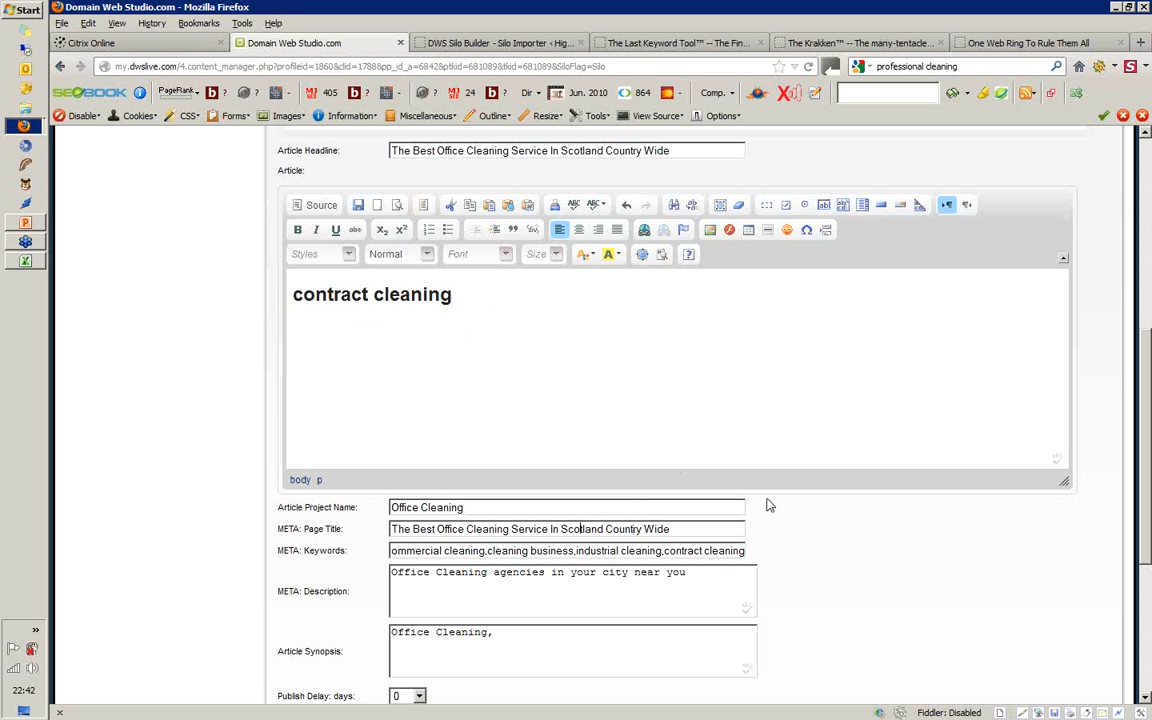 Start
Domain Web Studio.com - Mozilla Firefox
File Edit View History Bookmarks Tools Help
Citrix Online
Domain Web Studio.com
DWS Silo Builder - Silo Importer < Hig...
The Last Keyword Tool™ -- The Fin...
The Krakken™ -- The many-tentacle...
One Web Ring To Rule Them All
my.dwslive.com/4.content_manager.php?profileid=1860&did=1788&pp_id_a=6842&ptkid=681089&tkid=681089&SiloFlag=Silo
professional cleaning
SEOBOOK PageRank ? ? 405 ? ? 24 ? Dir Jun. 2010 864 Comp.
Disable Cookies CSS Forms Images Information Miscellaneous Outline Resize Tools View Source Options
Article Headline: The Best Office Cleaning Service In Scotland Country Wide
Article:
Source
Styles Normal Font Size
contract cleaning
body p
Article Project Name: Office Cleaning
META: Page Title: The Best Office Cleaning Service In Scotland Country Wide
META: Keywords: ommercial cleaning,cleaning business,industrial cleaning,contract cleaning
META: Description: Office Cleaning agencies in your city near you
Article Synopsis: Office Cleaning,
Publish Delay: days: 0
22:42
Fiddler: Disabled